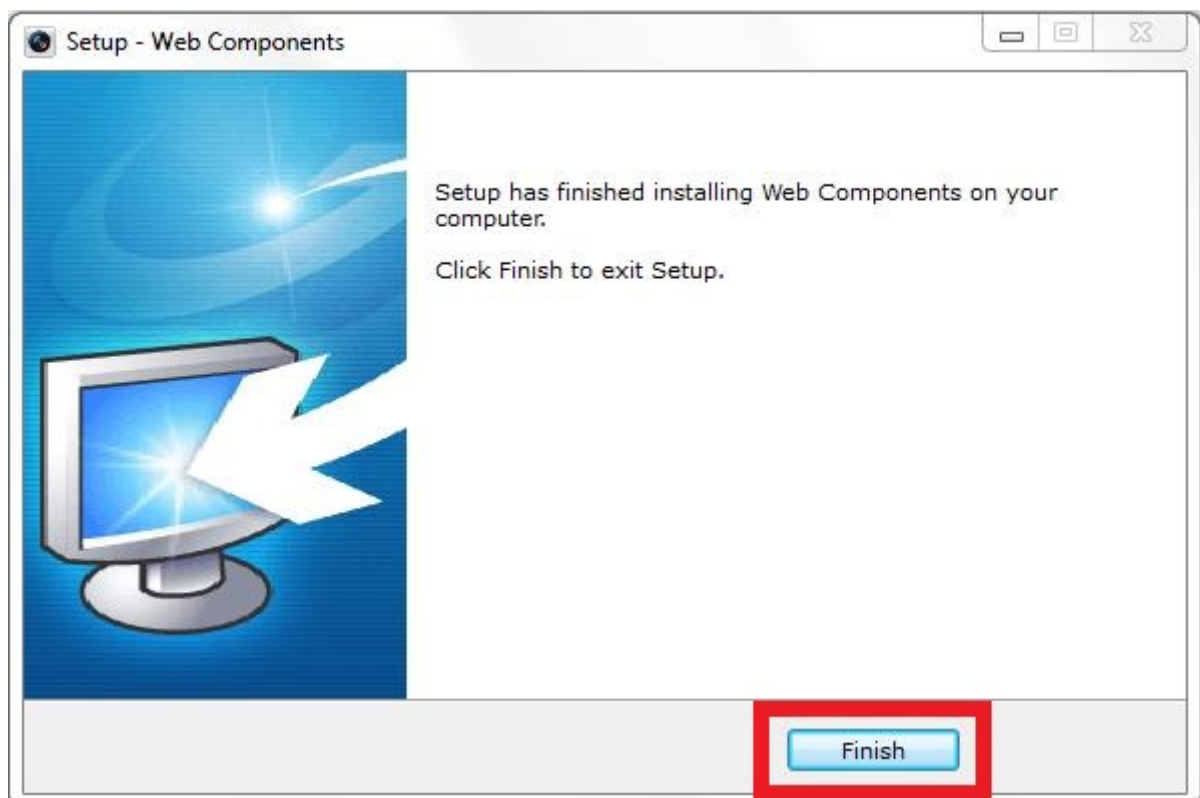 Setup - Web Components
Setup has finished installing Web Components on your
computer.
Click Finish to exit Setup.
Finish